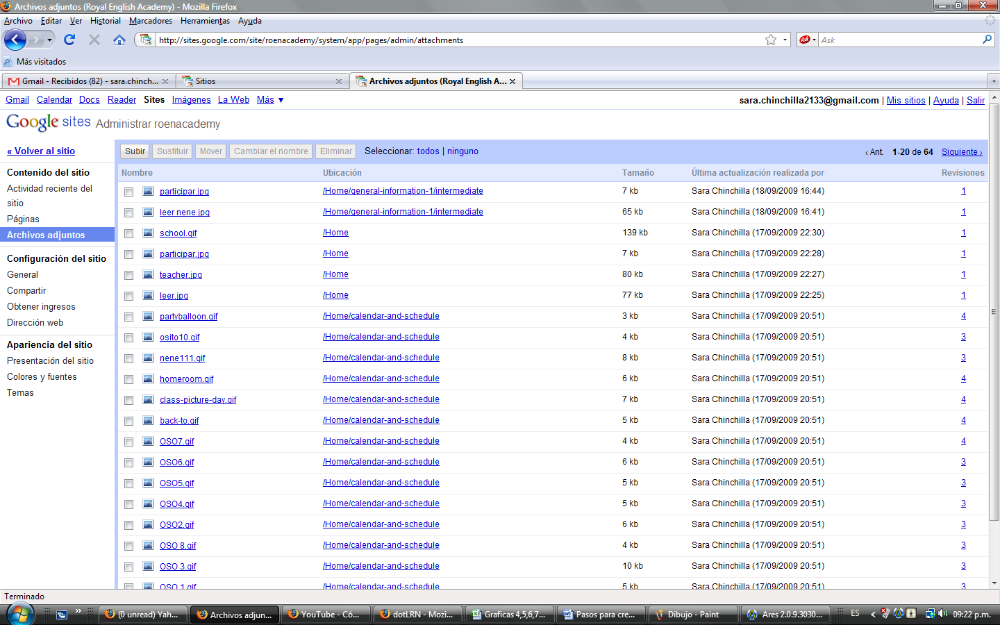 Archivos adjuntos (Royal English Academy) - Mozilla Firefox
Archivo Editar Ver Historial Marcadores Herramientas Ayuda
http://sites.google.com/site/roenacademy/system/app/pages/admin/attachments Ask Ask
Más visitados
Gmail - Recibidos (82) - sara.chinch... Sitios Archivos adjuntos (Royal English A...
Gmail Calendar Docs Reader Sites Imágenes La Web Más ▼ sara.chinchilla2133@gmail.com | Mis sitios | Ayuda | Salir
Google sites Administrar roenacademy
« Volver al sitio
Contenido del sitio
Actividad reciente del
sitio
Páginas
Archivos adjuntos
Configuración del sitio
General
Compartir
Obtener ingresos
Dirección web
Apariencia del sitio
Presentación del sitio
Colores y fuentes
Temas
Subir Sustituir Mover Cambiar el nombre Eliminar Seleccionar: todos | ninguno ‹ Ant. 1-20 de 64 Siguiente ›
Nombre Ubicación Tamaño Última actualización realizada por Revisiones
participar.jpg /Home/general-information-1/intermediate 7 kb Sara Chinchilla (18/09/2009 16:44) 1
leer nene.jpg /Home/general-information-1/intermediate 65 kb Sara Chinchilla (18/09/2009 16:41) 1
school.gif /Home 139 kb Sara Chinchilla (17/09/2009 22:30) 1
participar.jpg /Home 7 kb Sara Chinchilla (17/09/2009 22:28) 1
teacher.jpg /Home 80 kb Sara Chinchilla (17/09/2009 22:27) 1
leer.jpg /Home 77 kb Sara Chinchilla (17/09/2009 22:25) 1
partyballoon.gif /Home/calendar-and-schedule 3 kb Sara Chinchilla (17/09/2009 20:51) 4
osito10.gif /Home/calendar-and-schedule 4 kb Sara Chinchilla (17/09/2009 20:51) 3
nene111.gif /Home/calendar-and-schedule 8 kb Sara Chinchilla (17/09/2009 20:51) 3
homeroom.gif /Home/calendar-and-schedule 6 kb Sara Chinchilla (17/09/2009 20:51) 4
class-picture-day.gif /Home/calendar-and-schedule 7 kb Sara Chinchilla (17/09/2009 20:51) 4
back-to.gif /Home/calendar-and-schedule 5 kb Sara Chinchilla (17/09/2009 20:51) 4
OSO7.gif /Home/calendar-and-schedule 4 kb Sara Chinchilla (17/09/2009 20:51) 4
OSO6.gif /Home/calendar-and-schedule 6 kb Sara Chinchilla (17/09/2009 20:51) 3
OSO5.gif /Home/calendar-and-schedule 5 kb Sara Chinchilla (17/09/2009 20:51) 3
OSO4.gif /Home/calendar-and-schedule 5 kb Sara Chinchilla (17/09/2009 20:51) 3
OSO2.gif /Home/calendar-and-schedule 6 kb Sara Chinchilla (17/09/2009 20:51) 3
OSO 8.gif /Home/calendar-and-schedule 4 kb Sara Chinchilla (17/09/2009 20:51) 3
OSO 3.gif /Home/calendar-and-schedule 10 kb Sara Chinchilla (17/09/2009 20:51) 3
OSO 1.gif /Home/calendar-and-schedule 5 kb Sara Chinchilla (17/09/2009 20:51) 3
Terminado
» (0 unread) Yah... Archivos adjun... YouTube - Có... dotLRN - Mozi... Graficas 4,5,6,7... Pasos para cre... Dibujo - Paint Ares 2.0.9.3030... ES 09:22 p.m.